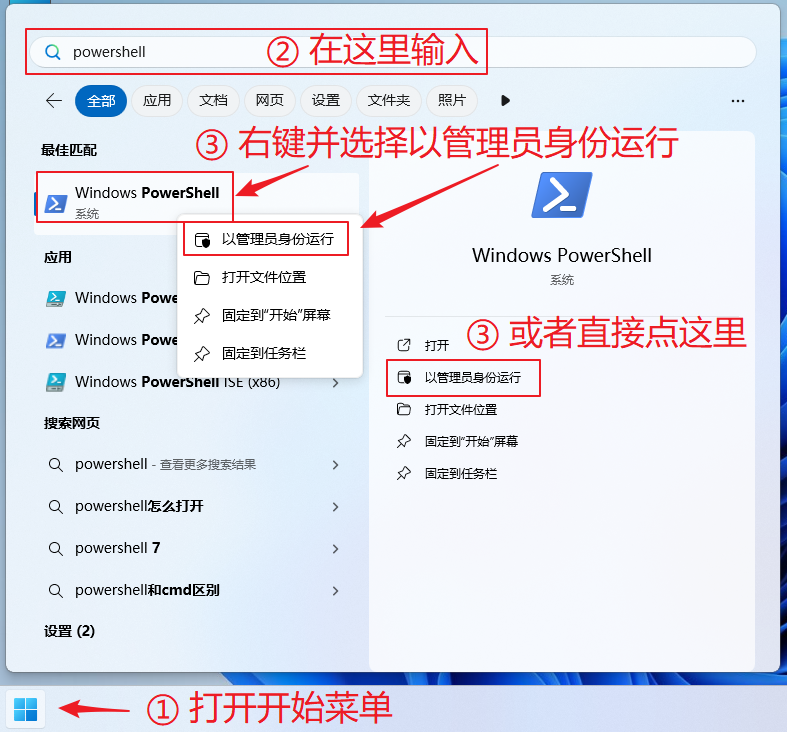 powershell
② 在这里输入
全部
应用
文档
网页
设置
文件夹
照片
...
最佳匹配
③ 右键并选择以管理员身份运行
Windows PowerShell
系统
以管理员身份运行
打开文件位置
固定到“开始”屏幕
固定到任务栏
应用
Windows Powe
Windows Powe
Windows PowerShell ISE (x86)
搜索网页
powershell - 查看更多搜索结果
powershell怎么打开
powershell 7
powershell和cmd区别
设置 (2)
Windows PowerShell
系统
打开
③ 或者直接点这里
以管理员身份运行
打开文件位置
固定到“开始”屏幕
固定到任务栏
① 打开开始菜单